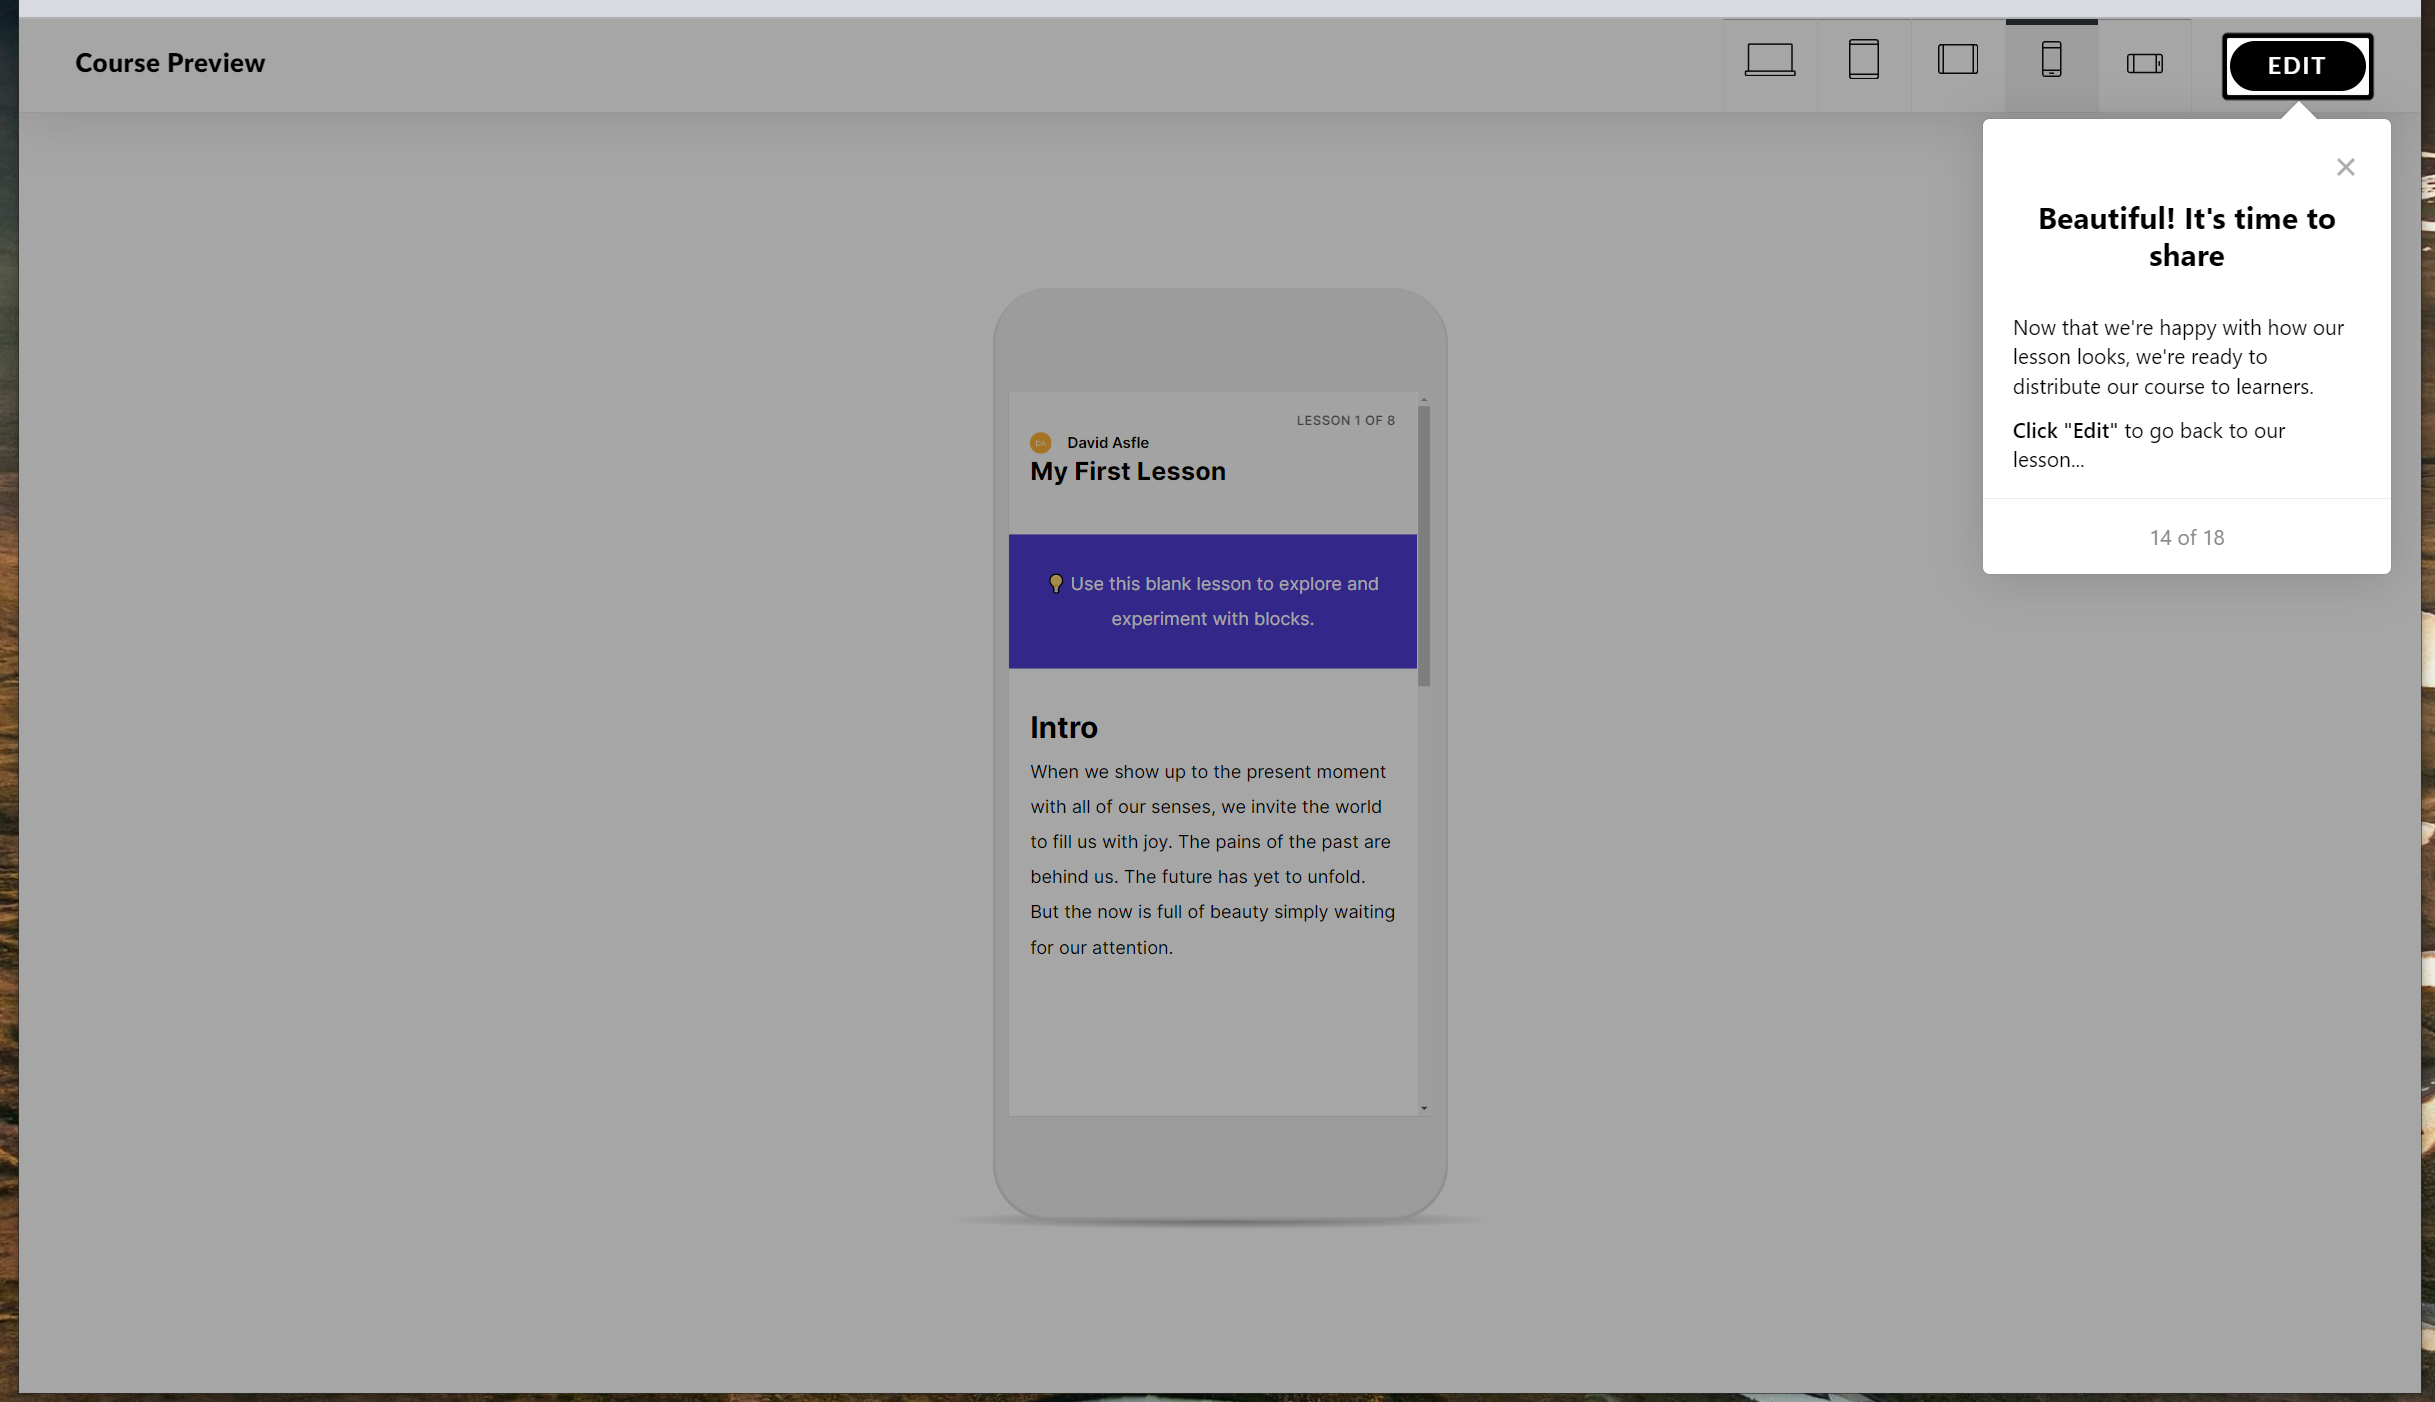 Course Preview
EDIT
Beautiful! It's time to
share
Now that we're happy with how our
lesson looks, we're ready to
distribute our course to learners.
Click "Edit" to go back to our
lesson...
14 of 18
LESSON 1 OF 8
DA David Asfle
My First Lesson
💡 Use this blank lesson to explore and
experiment with blocks.
Intro
When we show up to the present moment
with all of our senses, we invite the world
to fill us with joy. The pains of the past are
behind us. The future has yet to unfold.
But the now is full of beauty simply waiting
for our attention.